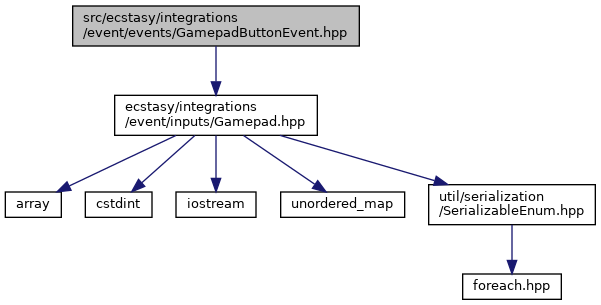 src/ecstasy/integrations
/event/events/GamepadButtonEvent.hpp
ecstasy/integrations
/event/inputs/Gamepad.hpp
array
cstdint
iostream
unordered_map
util/serialization
/SerializableEnum.hpp
foreach.hpp